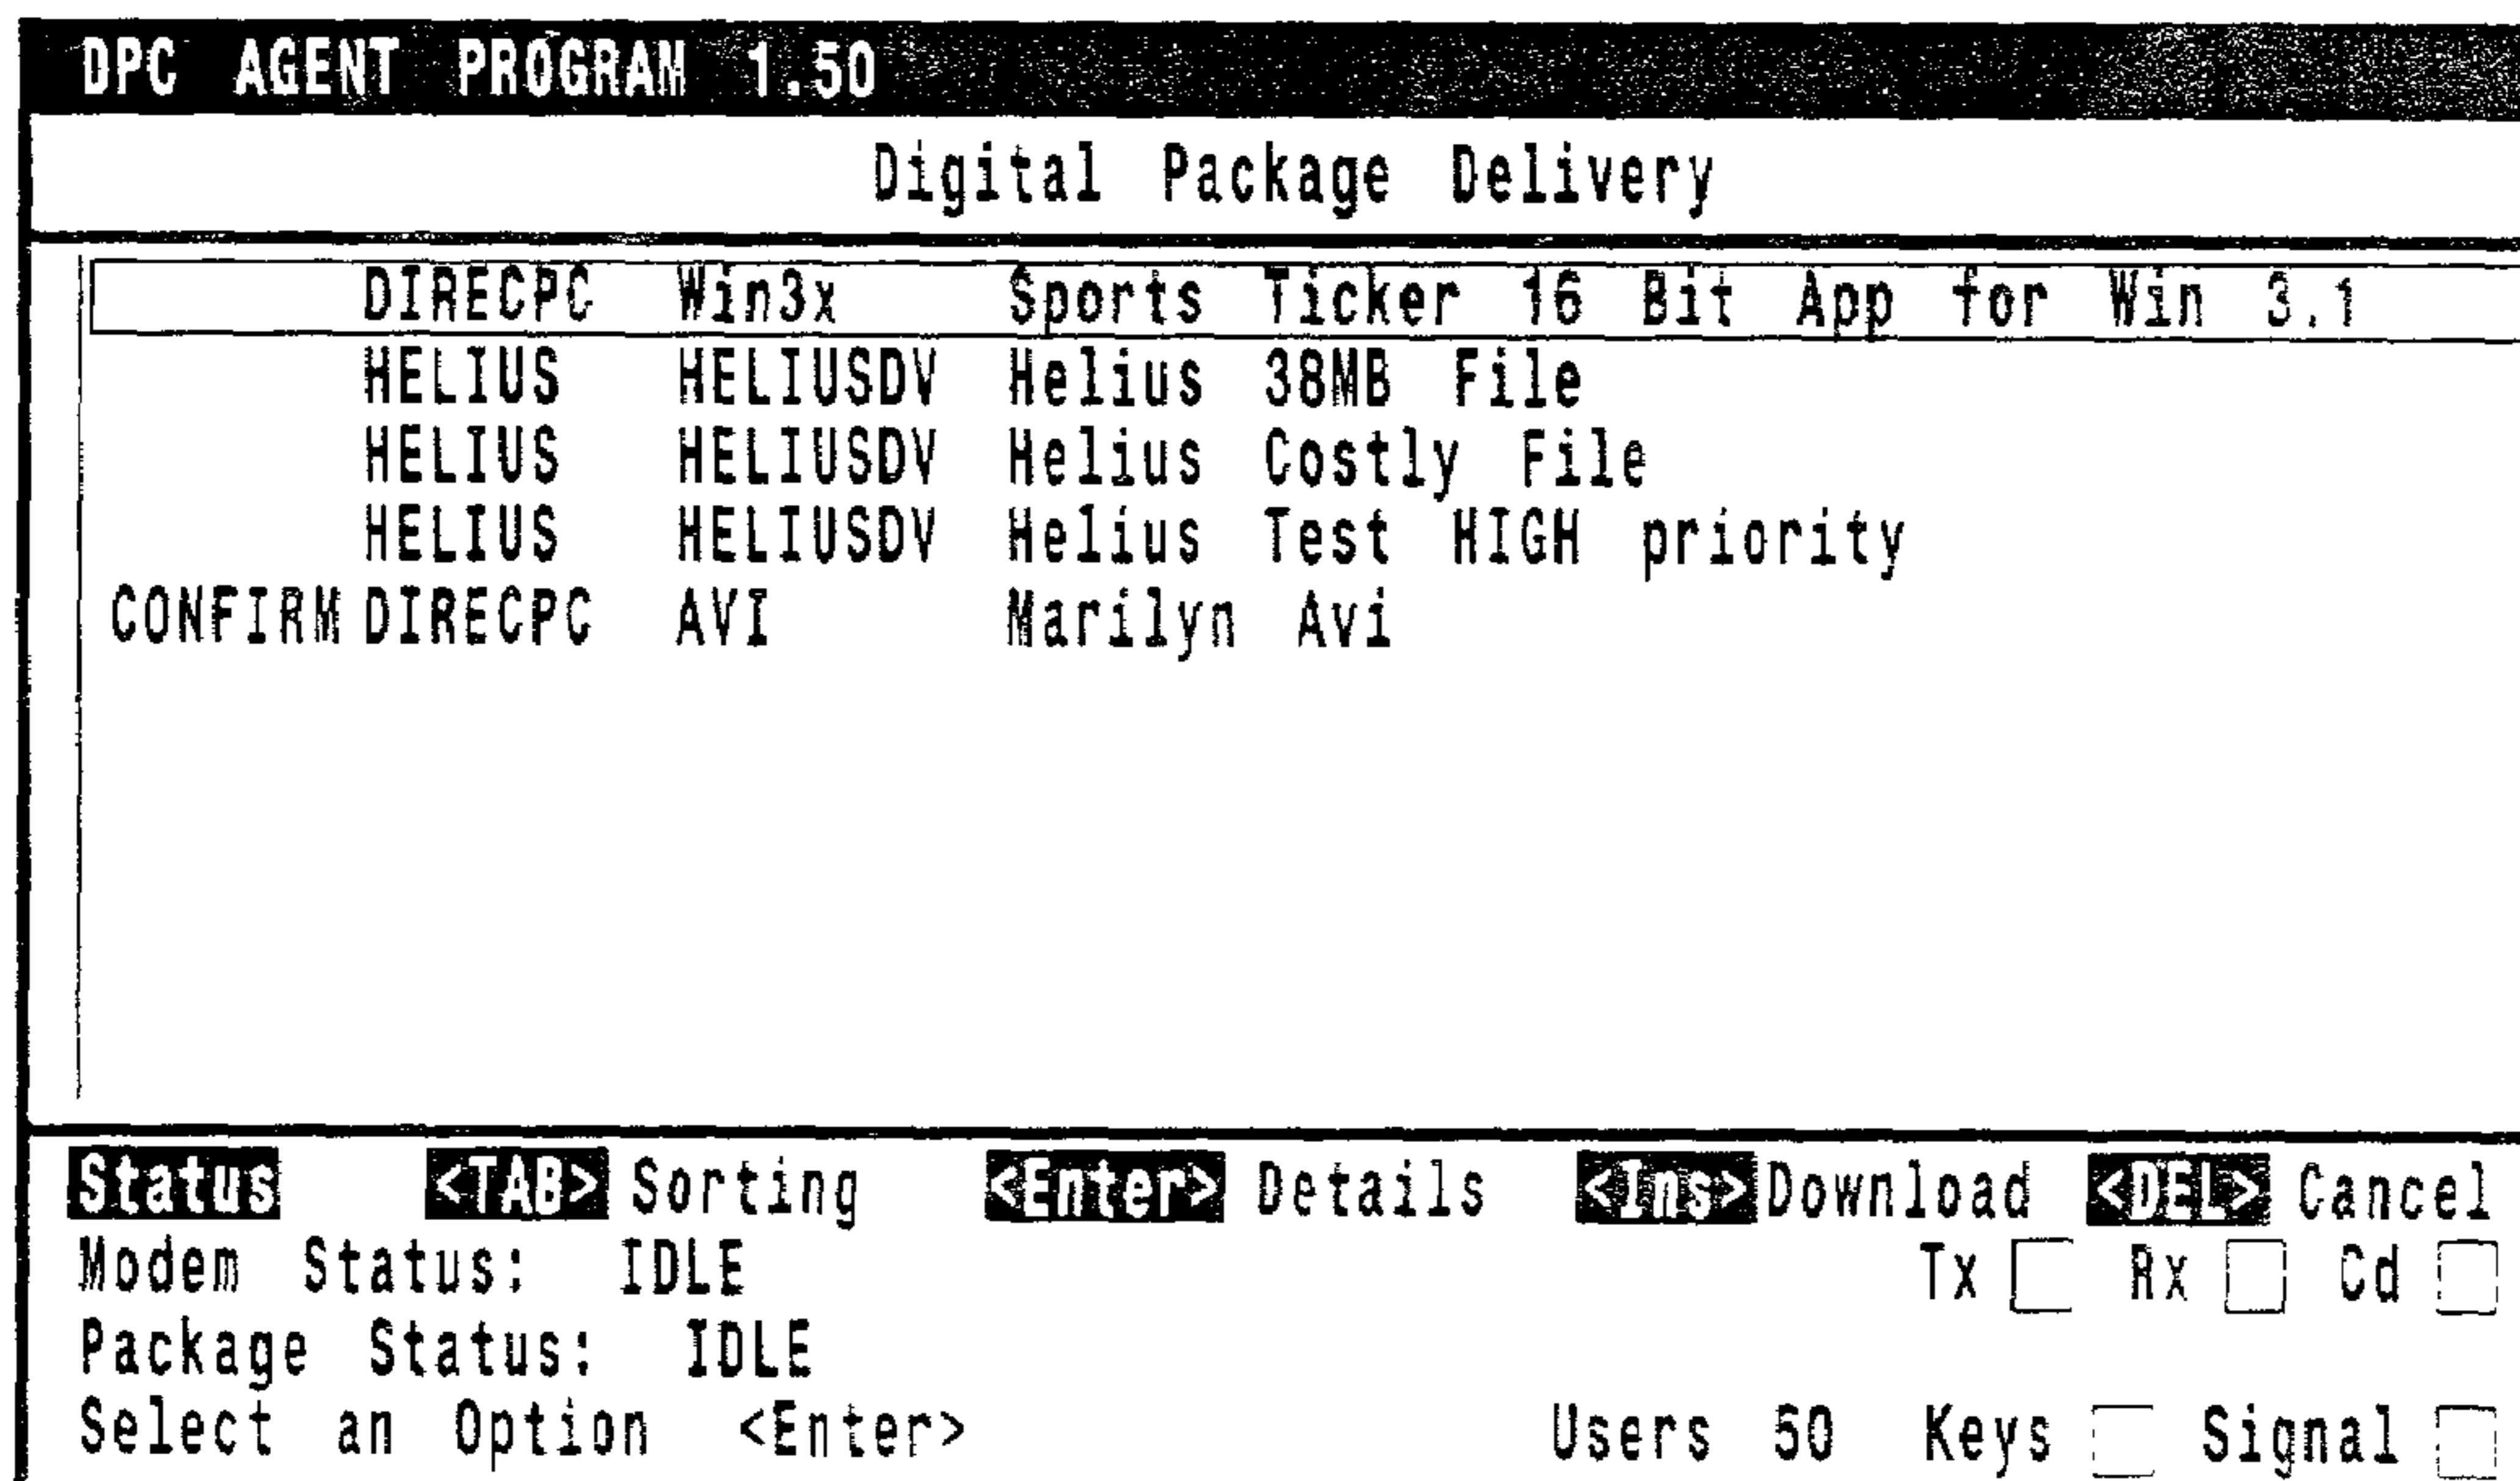 DPC AGENT PROGRAM 1.50
Digital Package Delivery
DIRECPC Win3x Sports Ticker 16 Bit App for Win 3.1
HELIUS HELIUSDV Helius 38MB File
HELIUS HELIUSDV Helius Costly File
HELIUS HELIUSDV Helius Test HIGH priority
CONFIRM DIRECPC AVI Marilyn Avi
Status <TAB> Sorting <Enter> Details <Ins> Download <DEL> Cancel
Modem Status: IDLE Tx Rx Cd
Package Status: IDLE
Select an Option <Enter> Users 50 Keys Signal